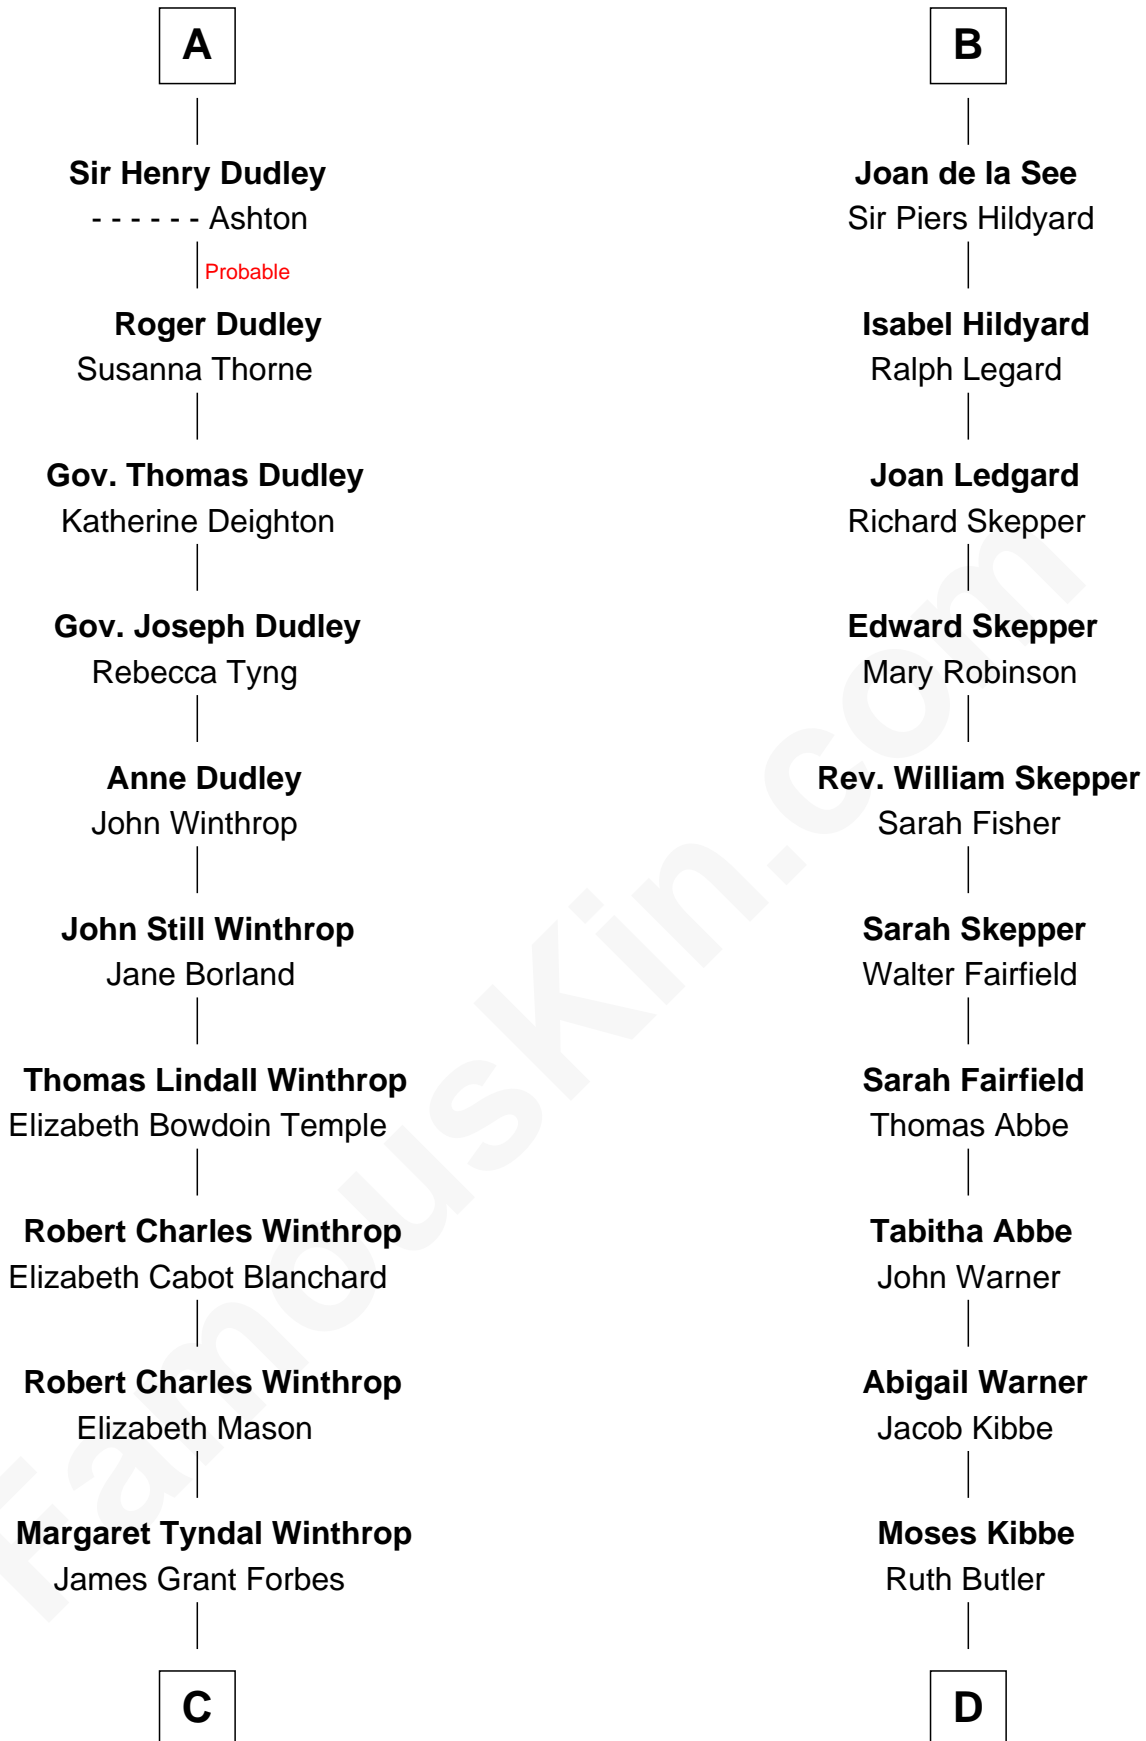 A
Sir Henry Dudley
- - - - - - Ashton
Probable
Roger Dudley
Susanna Thorne
Gov. Thomas Dudley
Katherine Deighton
Gov. Joseph Dudley
Rebecca Tyng
Anne Dudley
John Winthrop
John Still Winthrop
Jane Borland
Thomas Lindall Winthrop
Elizabeth Bowdoin Temple
Robert Charles Winthrop
Elizabeth Cabot Blanchard
Robert Charles Winthrop
Elizabeth Mason
Margaret Tyndal Winthrop
James Grant Forbes
C
B
Joan de la See
Sir Piers Hildyard
Isabel Hildyard
Ralph Legard
Joan Ledgard
Richard Skepper
Edward Skepper
Mary Robinson
Rev. William Skepper
Sarah Fisher
Sarah Skepper
Walter Fairfield
Sarah Fairfield
Thomas Abbe
Tabitha Abbe
John Warner
Abigail Warner
Jacob Kibbe
Moses Kibbe
Ruth Butler
D
FamousKin.com